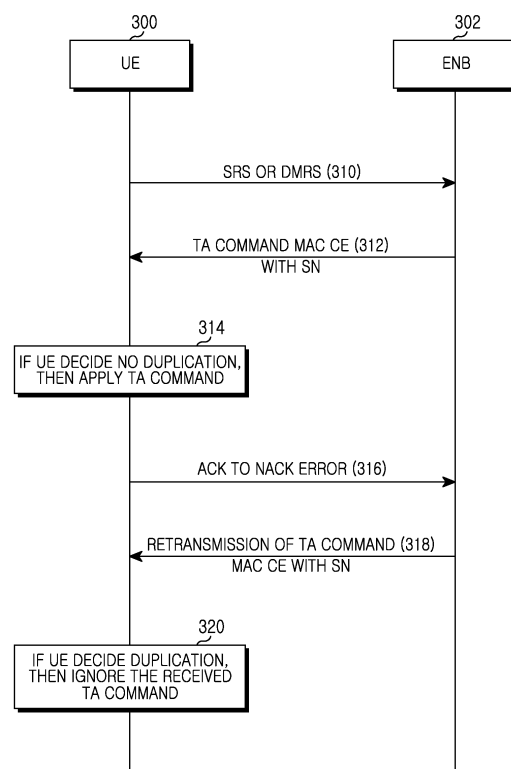 300
302
UE
ENB
SRS OR DMRS (310)
TA COMMAND MAC CE (312)
WITH SN
314
IF UE DECIDE NO DUPLICATION,
THEN APPLY TA COMMAND
ACK TO NACK ERROR (316)
RETRANSMISSION OF TA COMMAND (318)
MAC CE WITH SN
320
IF UE DECIDE DUPLICATION,
THEN IGNORE THE RECEIVED
TA COMMAND